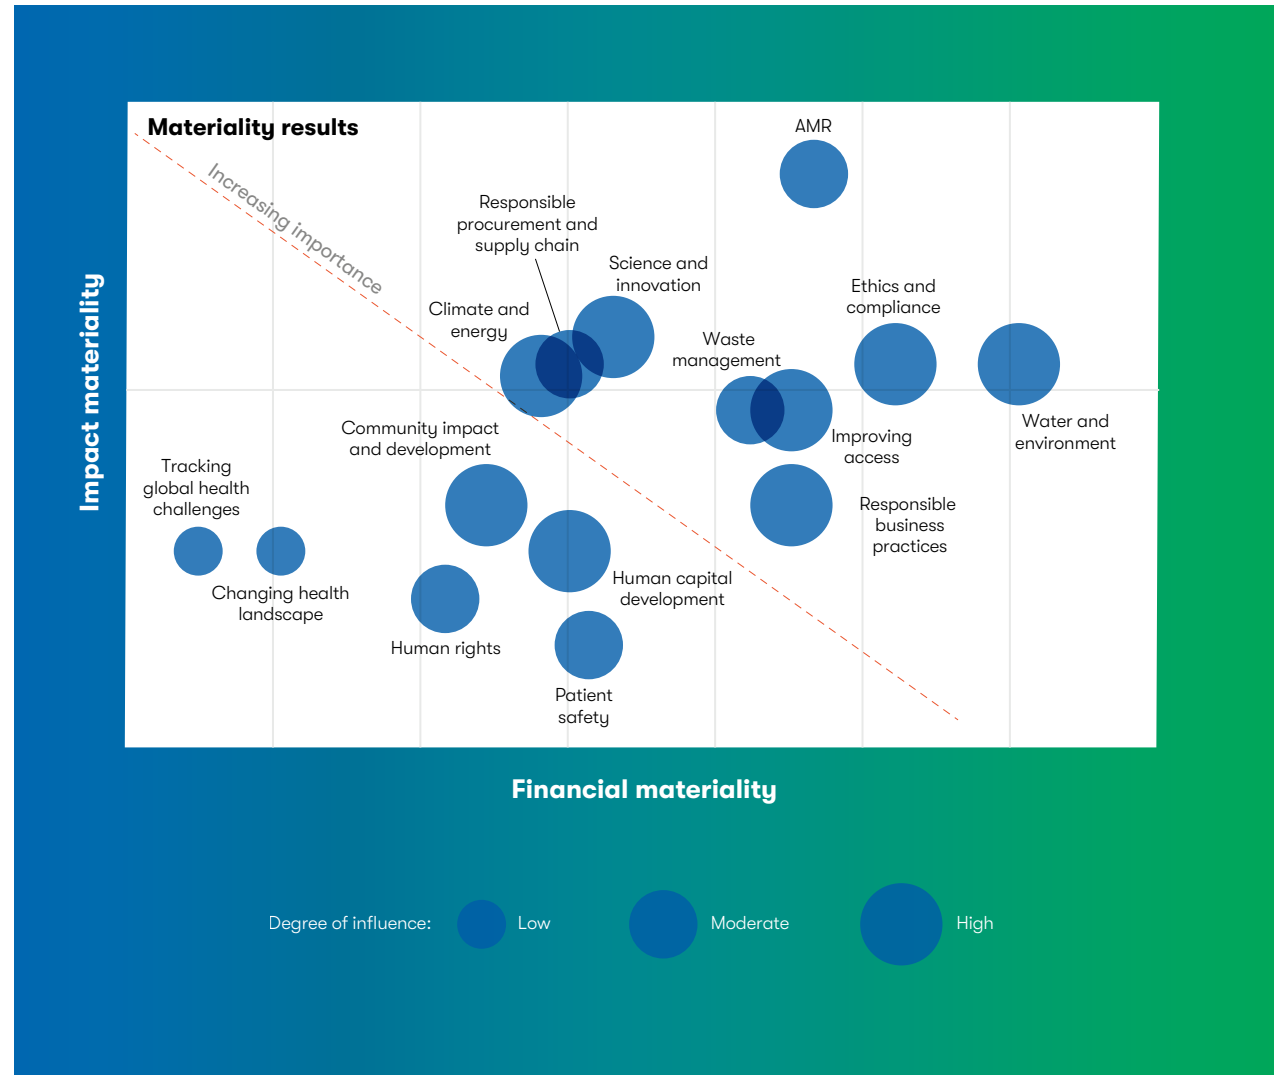 Materiality results
Increasing importance
AMR
Responsible
procurement and
supply chain
Science and
innovation
Climate and
energy
Ethics and
compliance
Waste
management
Water and
environment
Improving
access
Community impact
and development
Tracking
global health
challenges
Responsible
business
practices
Changing health
landscape
Human capital
development
Human rights
Patient
safety
Impact materiality
Financial materiality
Degree of influence:
Low
Moderate
High